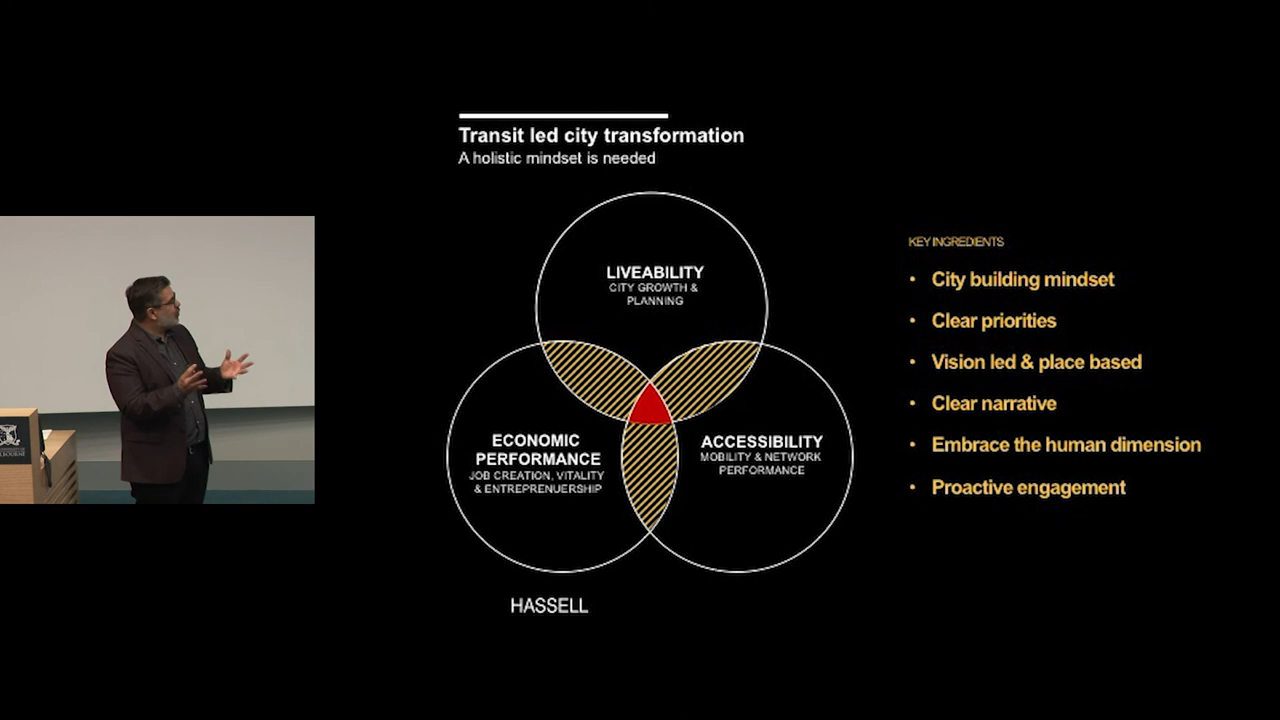 Transit led city transformation
A holistic mindset is needed
LIVEABILITY
CITY GROWTH &
PLANNING
ECONOMIC
PERFORMANCE
JOB CREATION, VITALITY
& ENTREPRENUERSHIP
ACCESSIBILITY
MOBILITY & NETWORK
PERFORMANCE
HASSELL
KEY INGREDIENTS
• City building mindset
• Clear priorities
• Vision led & place based
• Clear narrative
• Embrace the human dimension
• Proactive engagement